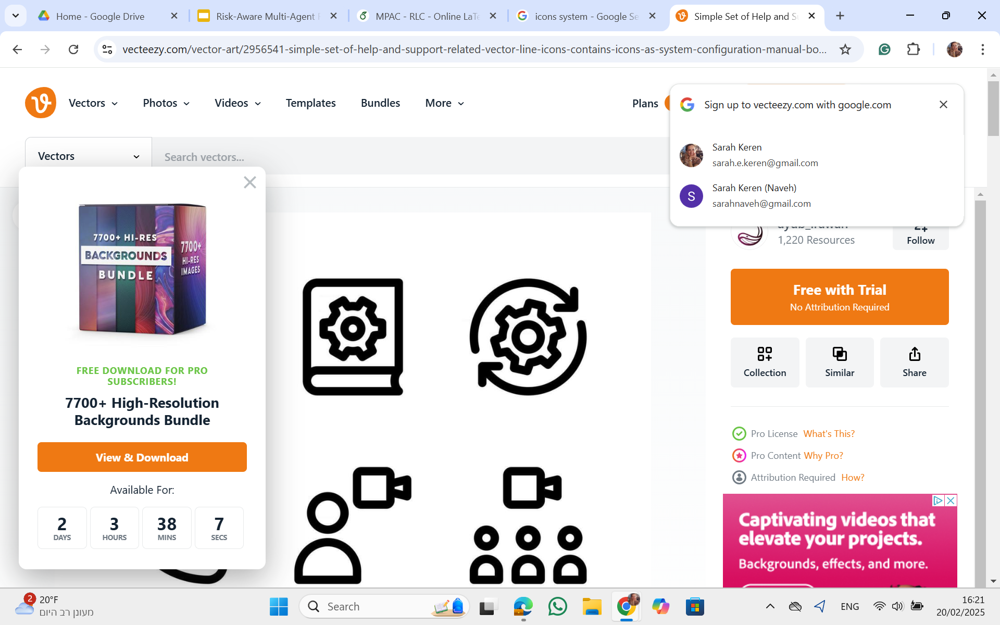 Home - Google Drive
Risk-Aware Multi-Agent
MPAC - RLC - Online LaTe
icons system - Google Se
Simple Set of Help and S
vecteezy.com/vector-art/2956541-simple-set-of-help-and-support-related-vector-line-icons-contains-icons-as-system-configuration-manual-bo...
Vectors
Photos
Videos
Templates
Bundles
More
Plans
Sign up to vecteezy.com with google.com
Sarah Keren
sarah.e.keren@gmail.com
S
Sarah Keren (Naveh)
sarahnaveh@gmail.com
Vectors
Search vectors...
7700+ HI-RES
BACKGROUNDS
BUNDLE
7700+
HI-RES
IMAGES
FREE DOWNLOAD FOR PRO
SUBSCRIBERS!
7700+ High-Resolution
Backgrounds Bundle
View & Download
Available For:
2 3 38 7
DAYS HOURS MINS SECS
1,220 Resources
Follow
Free with Trial
No Attribution Required
Collection
Similar
Share
Pro License What's This?
Pro Content Why Pro?
Attribution Required How?
Captivating videos that
elevate your projects.
Backgrounds, effects, and more.
2
20°F
מעונן רב היום
Search
ENG
16:21
20/02/2025